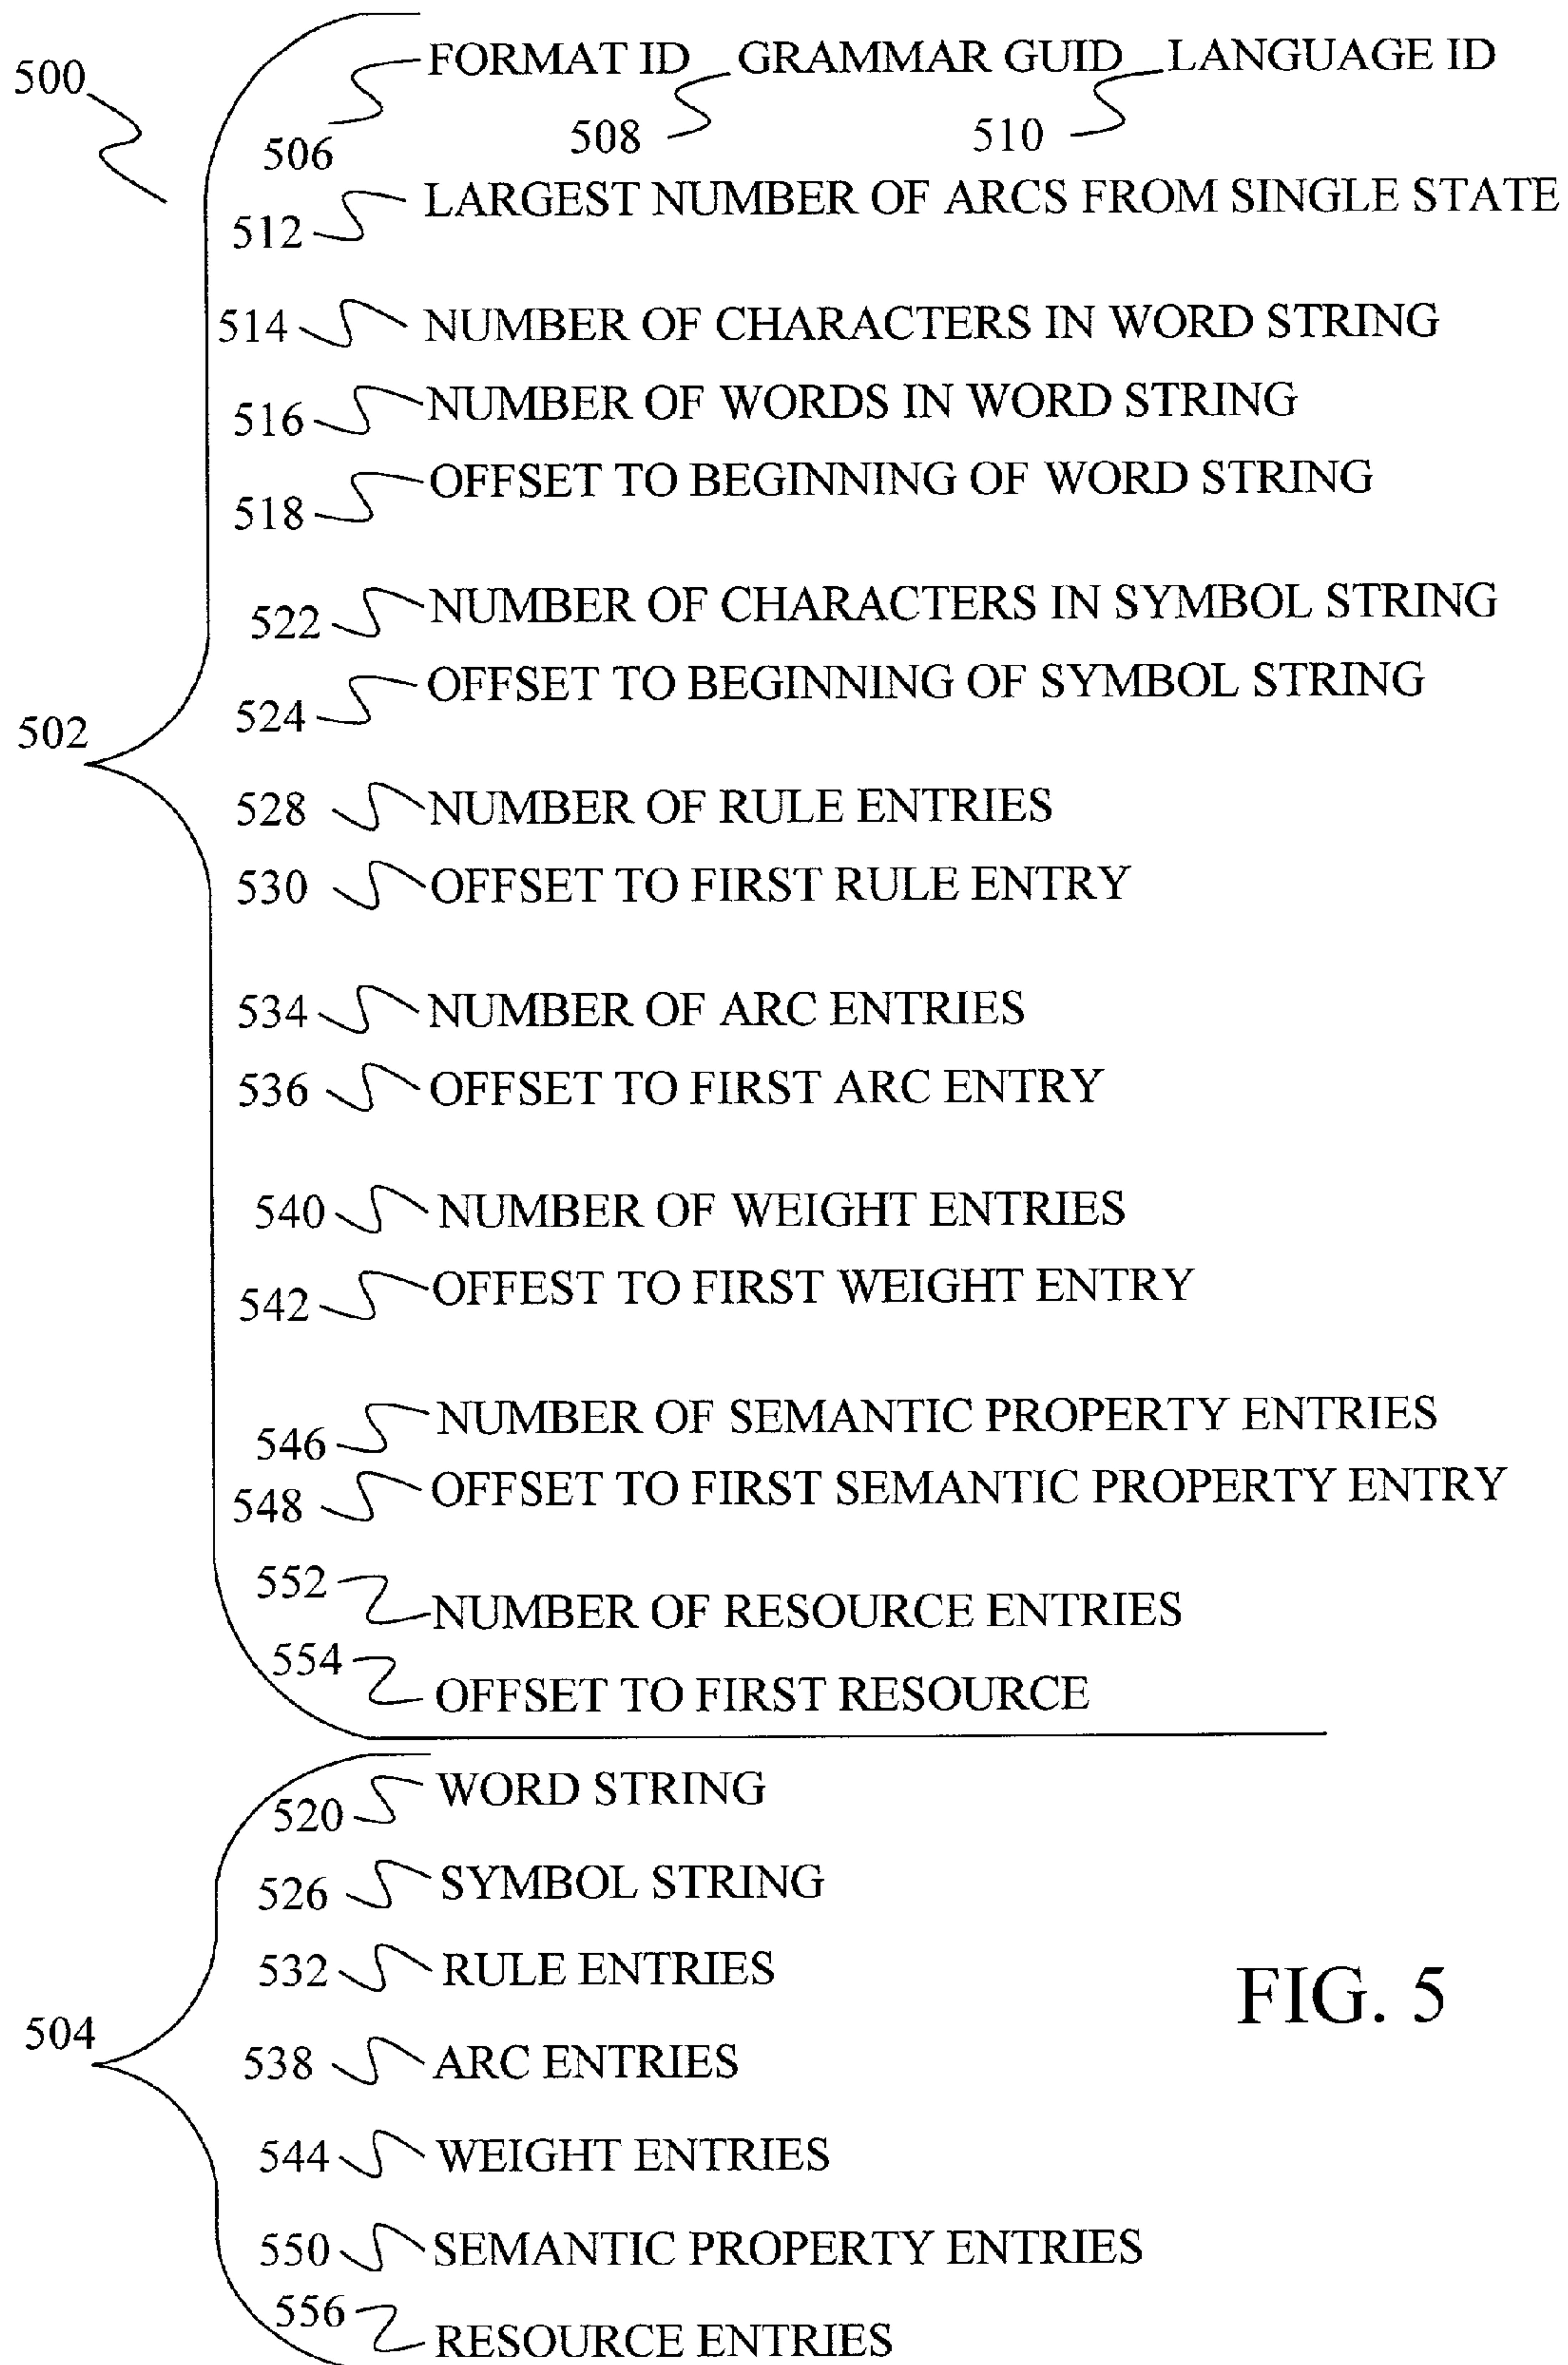 500
FORMAT ID GRAMMAR GUID LANGUAGE ID
506 508 510
512 LARGEST NUMBER OF ARCS FROM SINGLE STATE
514 NUMBER OF CHARACTERS IN WORD STRING
516 NUMBER OF WORDS IN WORD STRING
518 OFFSET TO BEGINNING OF WORD STRING
522 NUMBER OF CHARACTERS IN SYMBOL STRING
524 OFFSET TO BEGINNING OF SYMBOL STRING
502
528 NUMBER OF RULE ENTRIES
530 OFFSET TO FIRST RULE ENTRY
534 NUMBER OF ARC ENTRIES
536 OFFSET TO FIRST ARC ENTRY
540 NUMBER OF WEIGHT ENTRIES
542 OFFEST TO FIRST WEIGHT ENTRY
546 NUMBER OF SEMANTIC PROPERTY ENTRIES
548 OFFSET TO FIRST SEMANTIC PROPERTY ENTRY
552 NUMBER OF RESOURCE ENTRIES
554 OFFSET TO FIRST RESOURCE
520 WORD STRING
526 SYMBOL STRING
532 RULE ENTRIES
FIG. 5
504
538 ARC ENTRIES
544 WEIGHT ENTRIES
550 SEMANTIC PROPERTY ENTRIES
556 RESOURCE ENTRIES